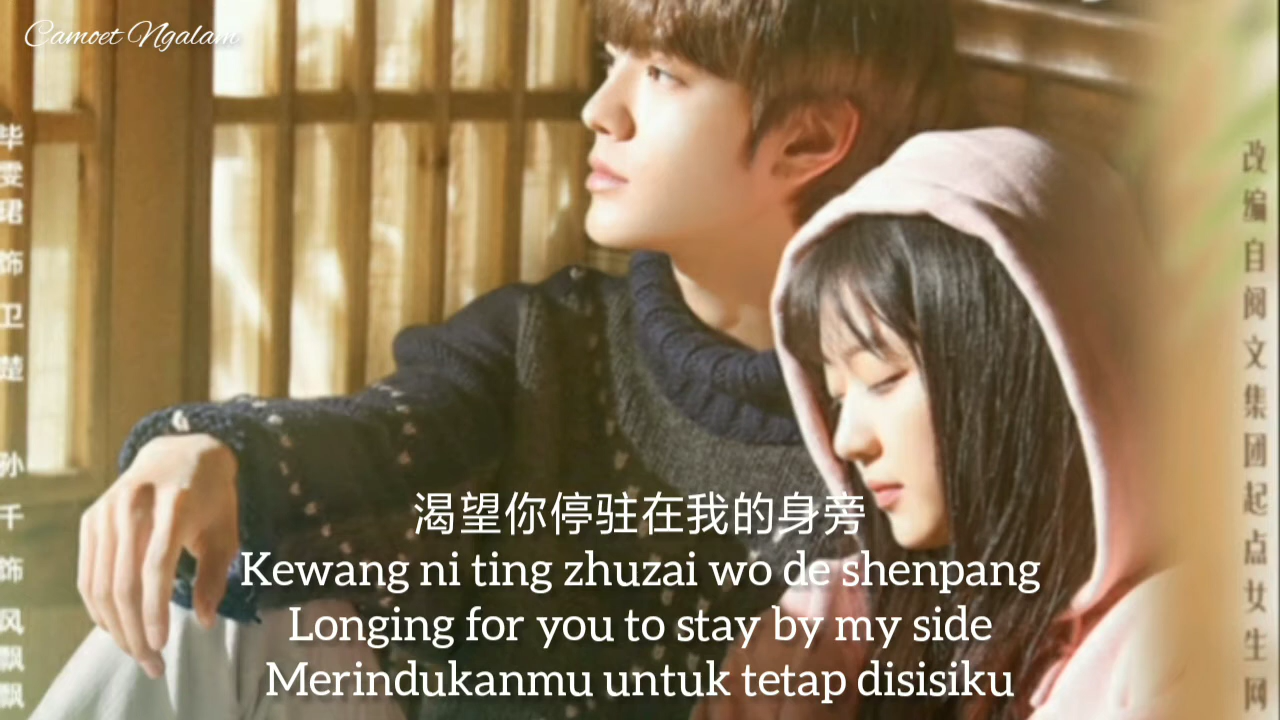 Camoet Ngalam
毕雯珺 饰 卫楚 孙千 饰 风飘飘
改编自阅文集团起点女生网
渴望你停驻在我的身旁
Kewang ni ting zhuzai wo de shenpang
Longing for you to stay by my side
Merindukanmu untuk tetap disisiku